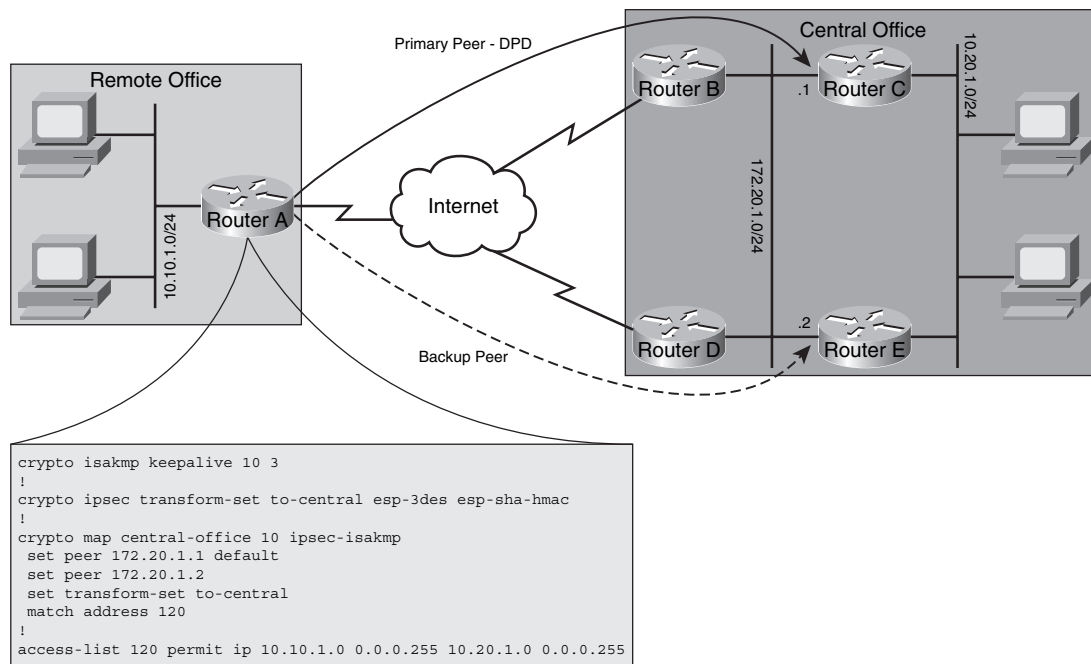 Primary Peer - DPD
Central Office
Remote Office
Router B
Router C
.1
10.20.1.0/24
Router A
10.10.1.0/24
Internet
172.20.1.0/24
.2
Router D
Router E
Backup Peer
crypto isakmp keepalive 10 3
!
crypto ipsec transform-set to-central esp-3des esp-sha-hmac
!
crypto map central-office 10 ipsec-isakmp
 set peer 172.20.1.1 default
 set peer 172.20.1.2
 set transform-set to-central
 match address 120
!
access-list 120 permit ip 10.10.1.0 0.0.0.255 10.20.1.0 0.0.0.255